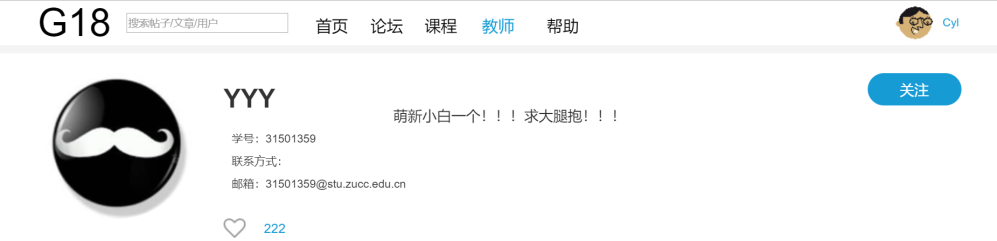 G18 搜索帖子/文章/用户 首页 论坛 课程 教师 帮助 Cyl
YYY
关注
萌新小白一个！！！求大腿抱！！！
学号：31501359
联系方式：
邮箱：31501359@stu.zucc.edu.cn
222